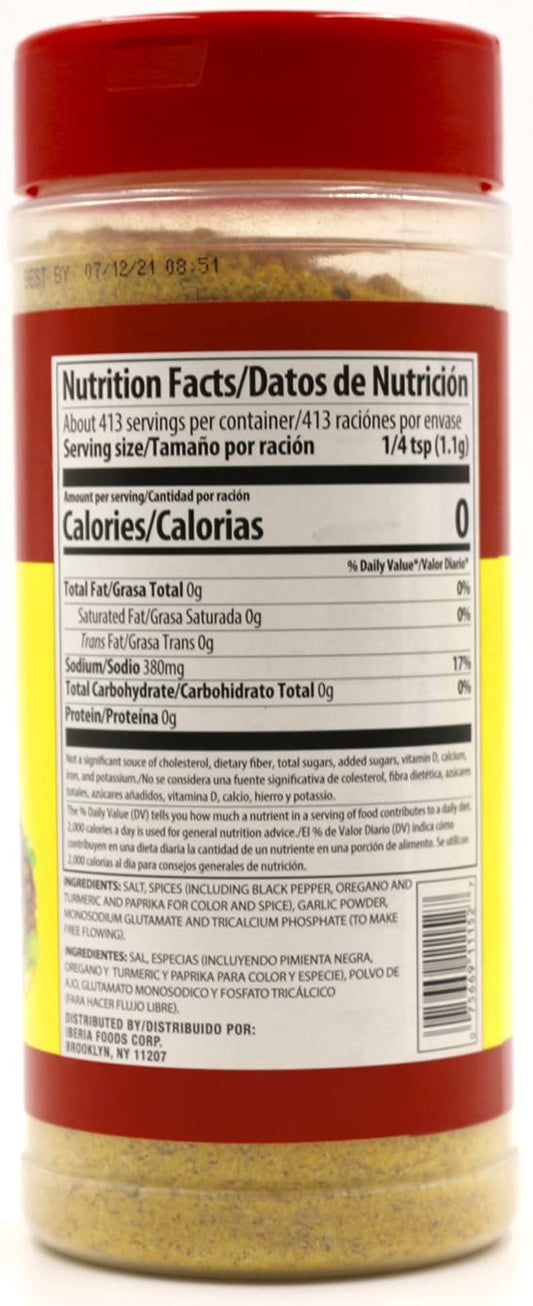 BEST BY 07/12/21 08:51
Nutrition Facts/Datos de Nutrición
About 413 servings per container/413 raciónes por envase
Serving size/Tamaño por ración 1/4 tsp (1.1g)
Amount per serving/Cantidad por ración
Calories/Calorias 0
% Daily Value*/Valor Diario*
Total Fat/Grasa Total 0g 0%
Saturated Fat/Grasa Saturada 0g 0%
Trans Fat/Grasa Trans 0g
Sodium/Sodio 380mg 17%
Total Carbohydrate/Carbohidrato Total 0g 0%
Protein/Proteína 0g
Not a significant souce of cholesterol, dietary fiber, total sugars, added sugars, vitamin D, calcium,
iron, and potassium./No se considera una fuente significativa de colesterol, fibra dietética, azúcares
totales, azúcares añadidos, vitamina D, calcio, hierro y potassio.
*The % Daily Value (DV) tells you how much a nutrient in a serving of food contributes to a daily diet.
2,000 calories a day is used for general nutrition advice./El % de Valor Diario (DV) indica cómo
contribuyen en una dieta diaria la cantidad de un nutriente en una porción de alimento. Se utilizan
2,000 calorías al dia para consejos generales de nutrición.
INGREDIENTS: SALT, SPICES (INCLUDING BLACK PEPPER, OREGANO AND
TURMERIC AND PAPRIKA FOR COLOR AND SPICE), GARLIC POWDER,
MONOSODIUM GLUTAMATE AND TRICALCIUM PHOSPHATE (TO MAKE
FREE FLOWING).
INGREDIENTES: SAL, ESPECIAS (INCLUYENDO PIMIENTA NEGRA,
OREGANO Y TURMERIC Y PAPRIKA PARA COLOR Y ESPECIE), POLVO DE
AJO, GLUTAMATO MONOSODICO Y FOSFATO TRICÁLCICO
(PARA HACER FLUJO LIBRE).
DISTRIBUTED BY/DISTRIBUIDO POR:
IBERIA FOODS CORP.
BROOKLYN, NY 11207
0 75669 11152 7